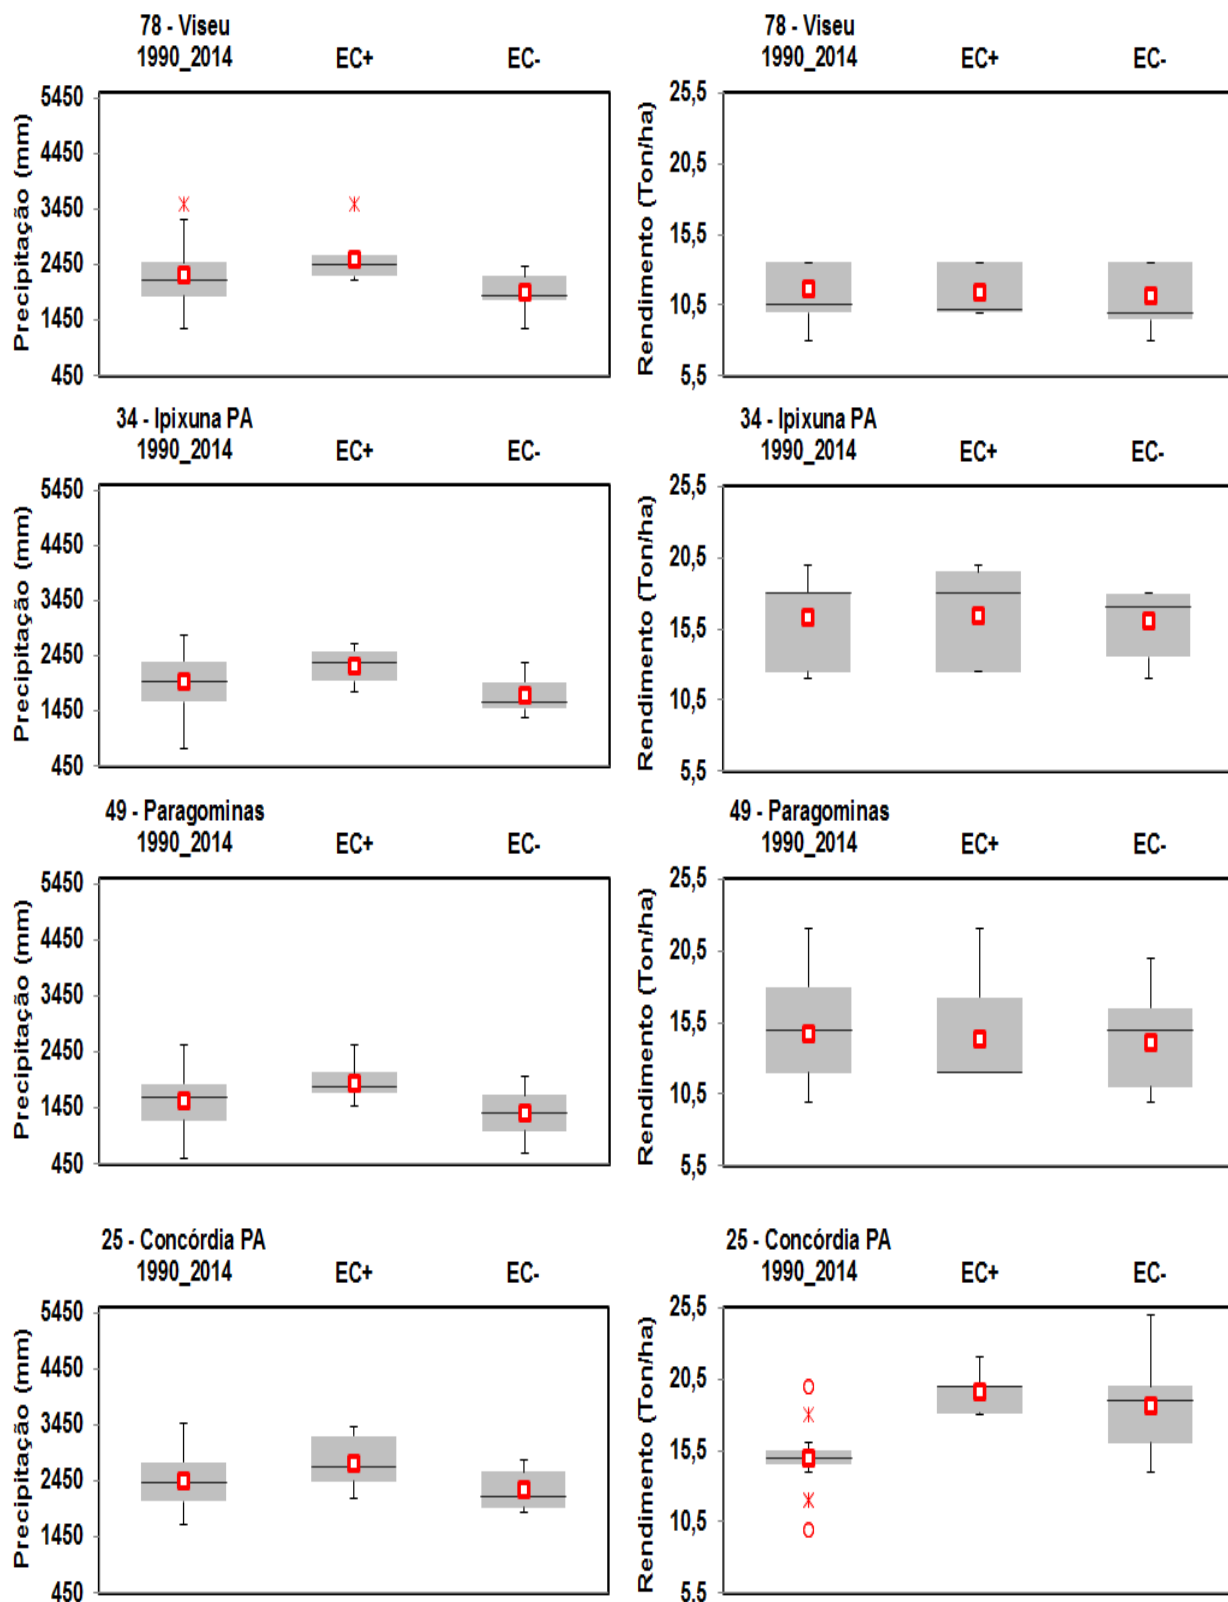 78 - Viseu
1990_2014 EC+ EC-
Precipitação (mm)
5450
4450
3450
2450
1450
450
78 - Viseu
1990_2014 EC+ EC-
Rendimento (Ton/ha)
25,5
20,5
15,5
10,5
5,5
34 - Ipixuna PA
1990_2014 EC+ EC-
Precipitação (mm)
5450
4450
3450
2450
1450
450
34 - Ipixuna PA
1990_2014 EC+ EC-
Rendimento (Ton/ha)
25,5
20,5
15,5
10,5
5,5
49 - Paragominas
1990_2014 EC+ EC-
Precipitação (mm)
5450
4450
3450
2450
1450
450
49 - Paragominas
1990_2014 EC+ EC-
Rendimento (Ton/ha)
25,5
20,5
15,5
10,5
5,5
25 - Concórdia PA
1990_2014 EC+ EC-
Precipitação (mm)
5450
4450
3450
2450
1450
450
25 - Concórdia PA
1990_2014 EC+ EC-
Rendimento (Ton/ha)
25,5
20,5
15,5
10,5
5,5